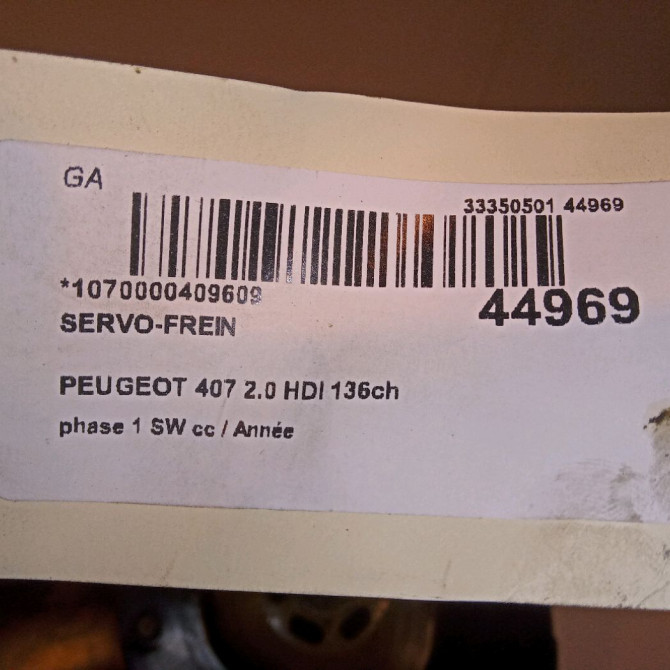 GA
33350501 44969
*1070000409609
44969
SERVO-FREIN
PEUGEOT 407 2.0 HDI 136ch
phase 1 SW cc / Année